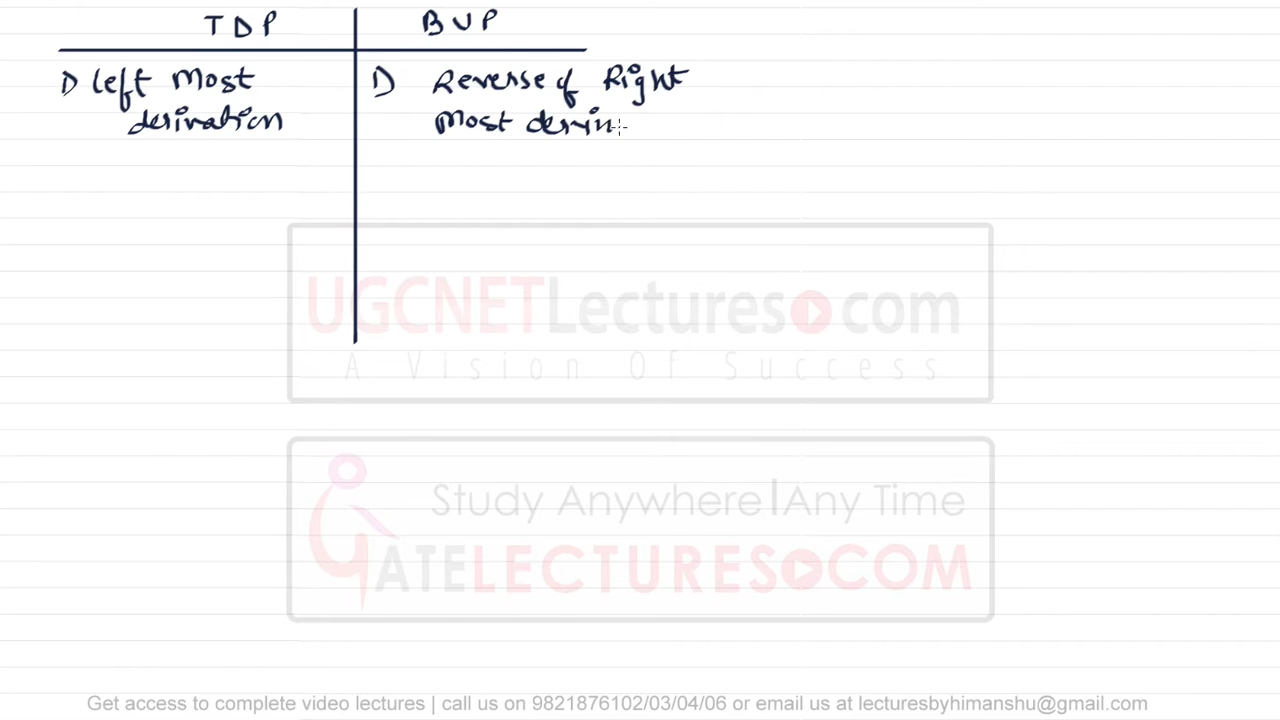 TDP
BUP
1) left Most
derivation
1) Reverse of Right
Most deriv
UGCNETLectures.com
A Vision Of Success
Study Anywhere|Any Time
GATELECTURES.COM
Get access to complete video lectures | call us on 9821876102/03/04/06 or email us at lecturesbyhimanshu@gmail.com